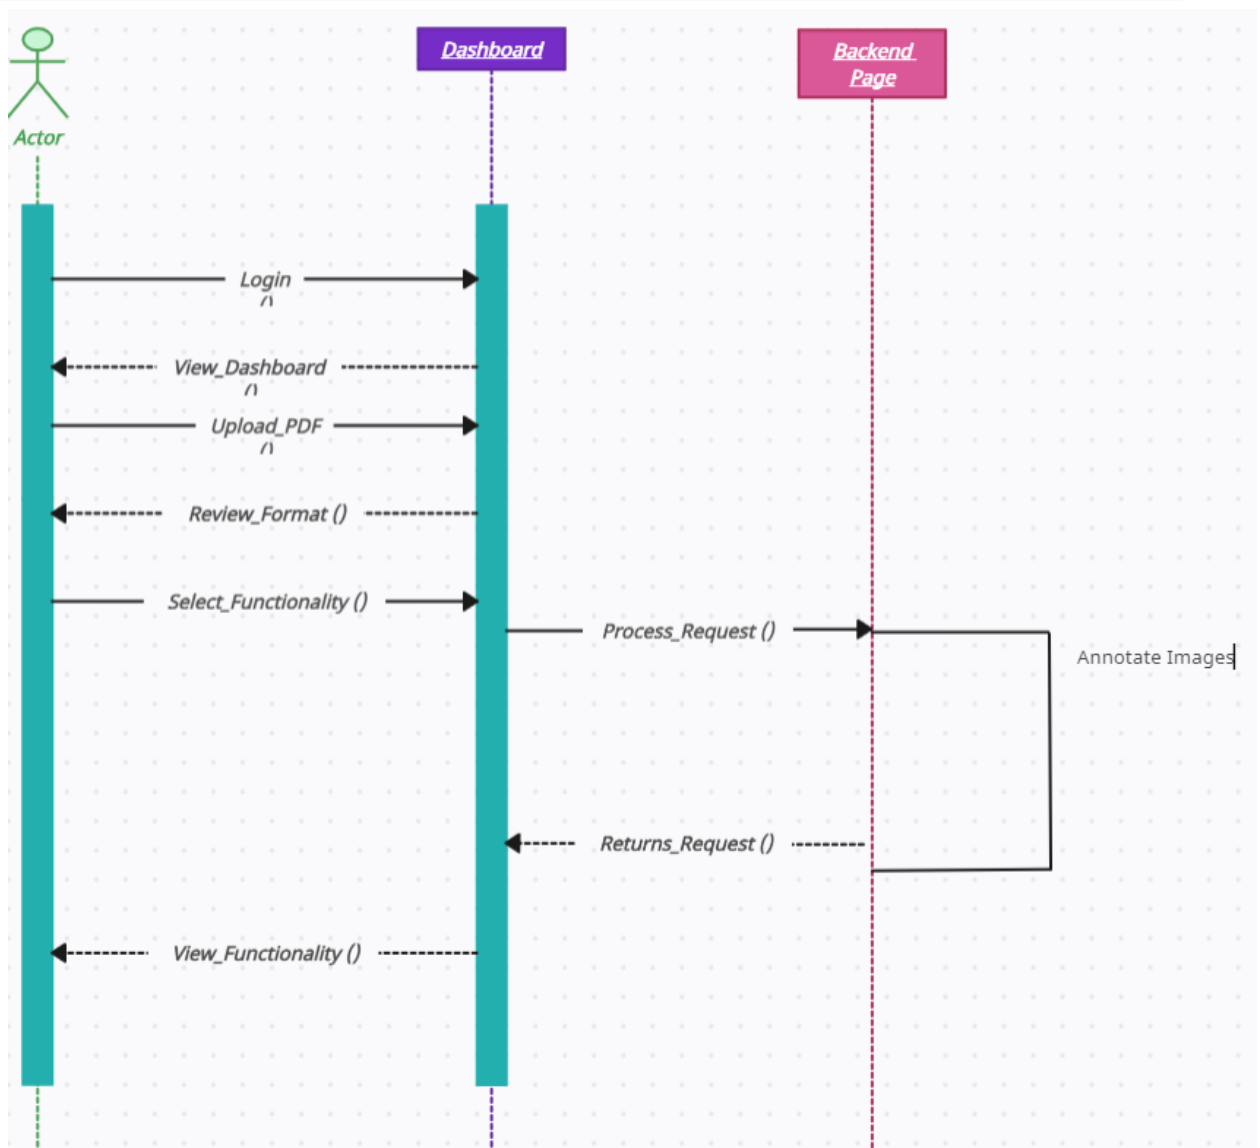 Dashboard
Backend
Page
Actor
Login
()
View_Dashboard
()
Upload_PDF
()
Review_Format ()
Select_Functionality ()
Process_Request ()
Annotate Images
Returns_Request ()
View_Functionality ()